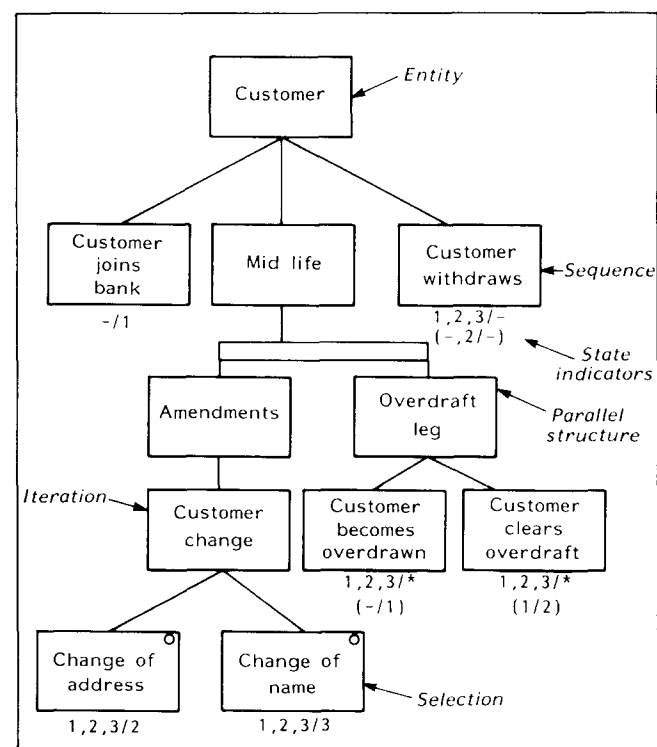 Customer
Entity
Customer
joins
bank
-/1
Mid life
Customer
withdraws
1,2,3/-
(-,2/-)
Sequence
State
indicators
Amendments
Overdraft
leg
Parallel
structure
Iteration
Customer
change
Customer
becomes
overdrawn
1,2,3/*
(-/1)
Customer
clears
overdraft
1,2,3/*
(1/2)
Change of
address
1,2,3/2
Change of
name
1,2,3/3
Selection